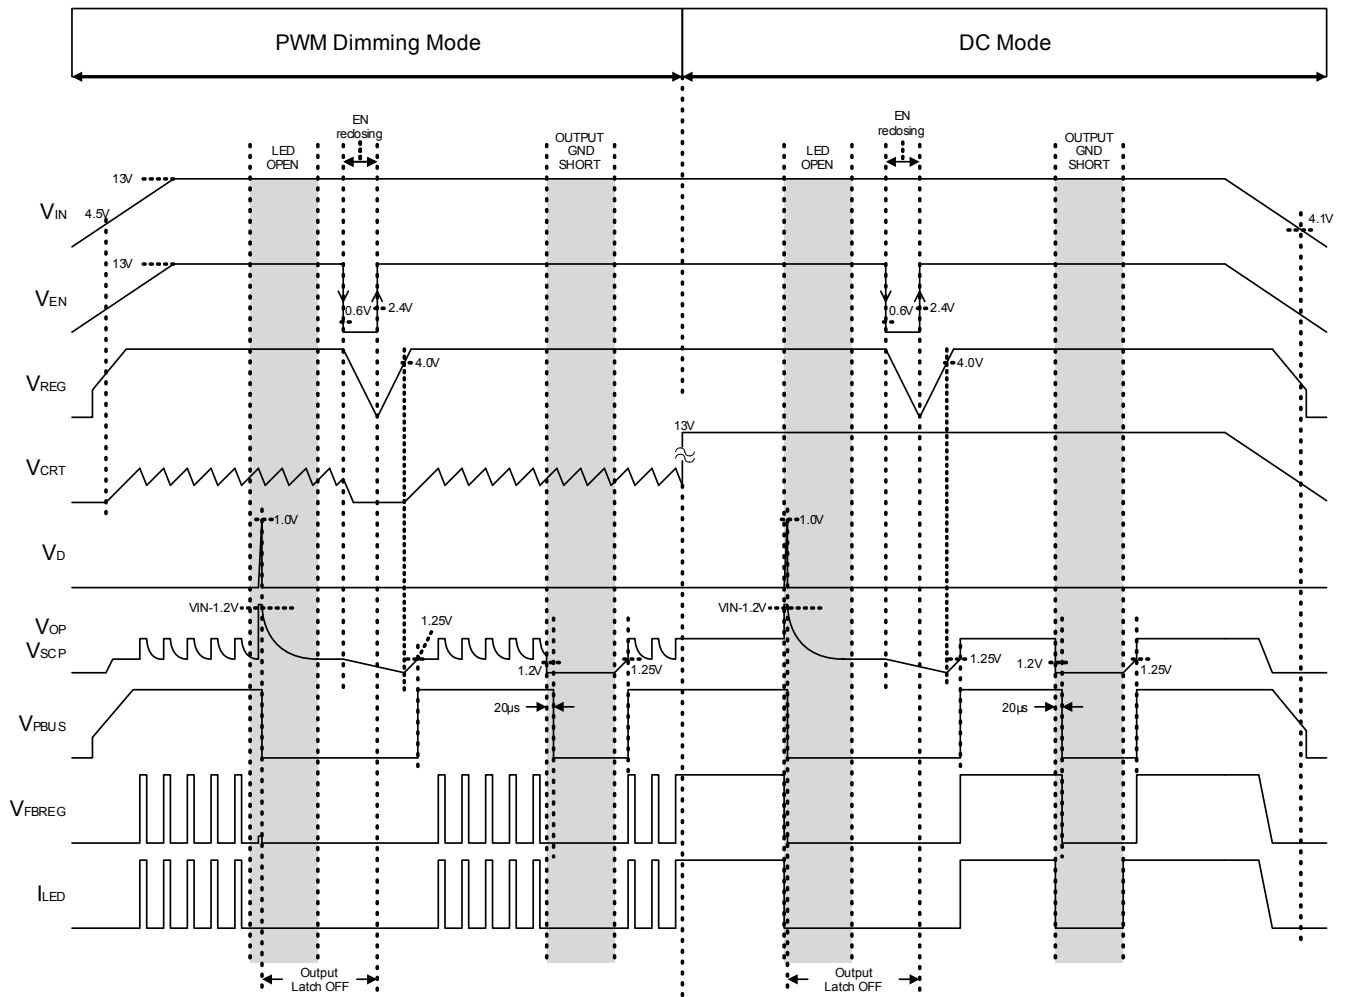 PWM Dimming Mode
DC Mode
LED
OPEN
EN
reclosing
OUTPUT
GND
SHORT
LED
OPEN
EN
reclosing
OUTPUT
GND
SHORT
VIN
13V
4.5V
4.1V
VEN
13V
0.6V
2.4V
0.6V
2.4V
VREG
4.0V
4.0V
VCRT
13V
VD
1.0V
1.0V
VOP
VSCP
VIN-1.2V
1.25V
1.2V
1.25V
VIN-1.2V
1.25V
1.2V
1.25V
VPBUS
20µs
20µs
VFBREG
ILED
Output
Latch OFF
Output
Latch OFF